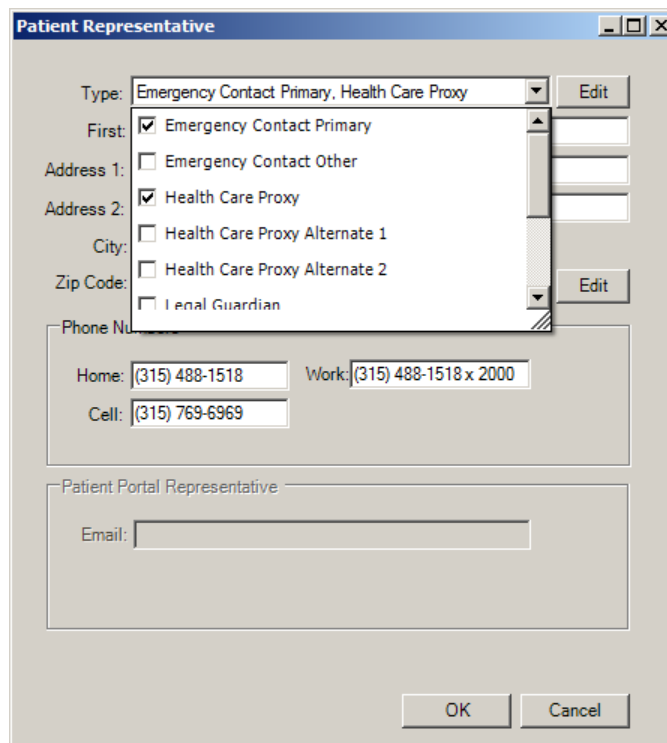 Patient Representative
Type: Emergency Contact Primary, Health Care Proxy Edit
First: Emergency Contact Primary
Emergency Contact Other
Address 1:
Health Care Proxy
Address 2:
Health Care Proxy Alternate 1
City:
Health Care Proxy Alternate 2
Zip Code: Edit
Legal Guardian
Phone Numbers
Home: (315) 488-1518 Work: (315) 488-1518 x 2000
Cell: (315) 769-6969
Patient Portal Representative
Email:
OK Cancel